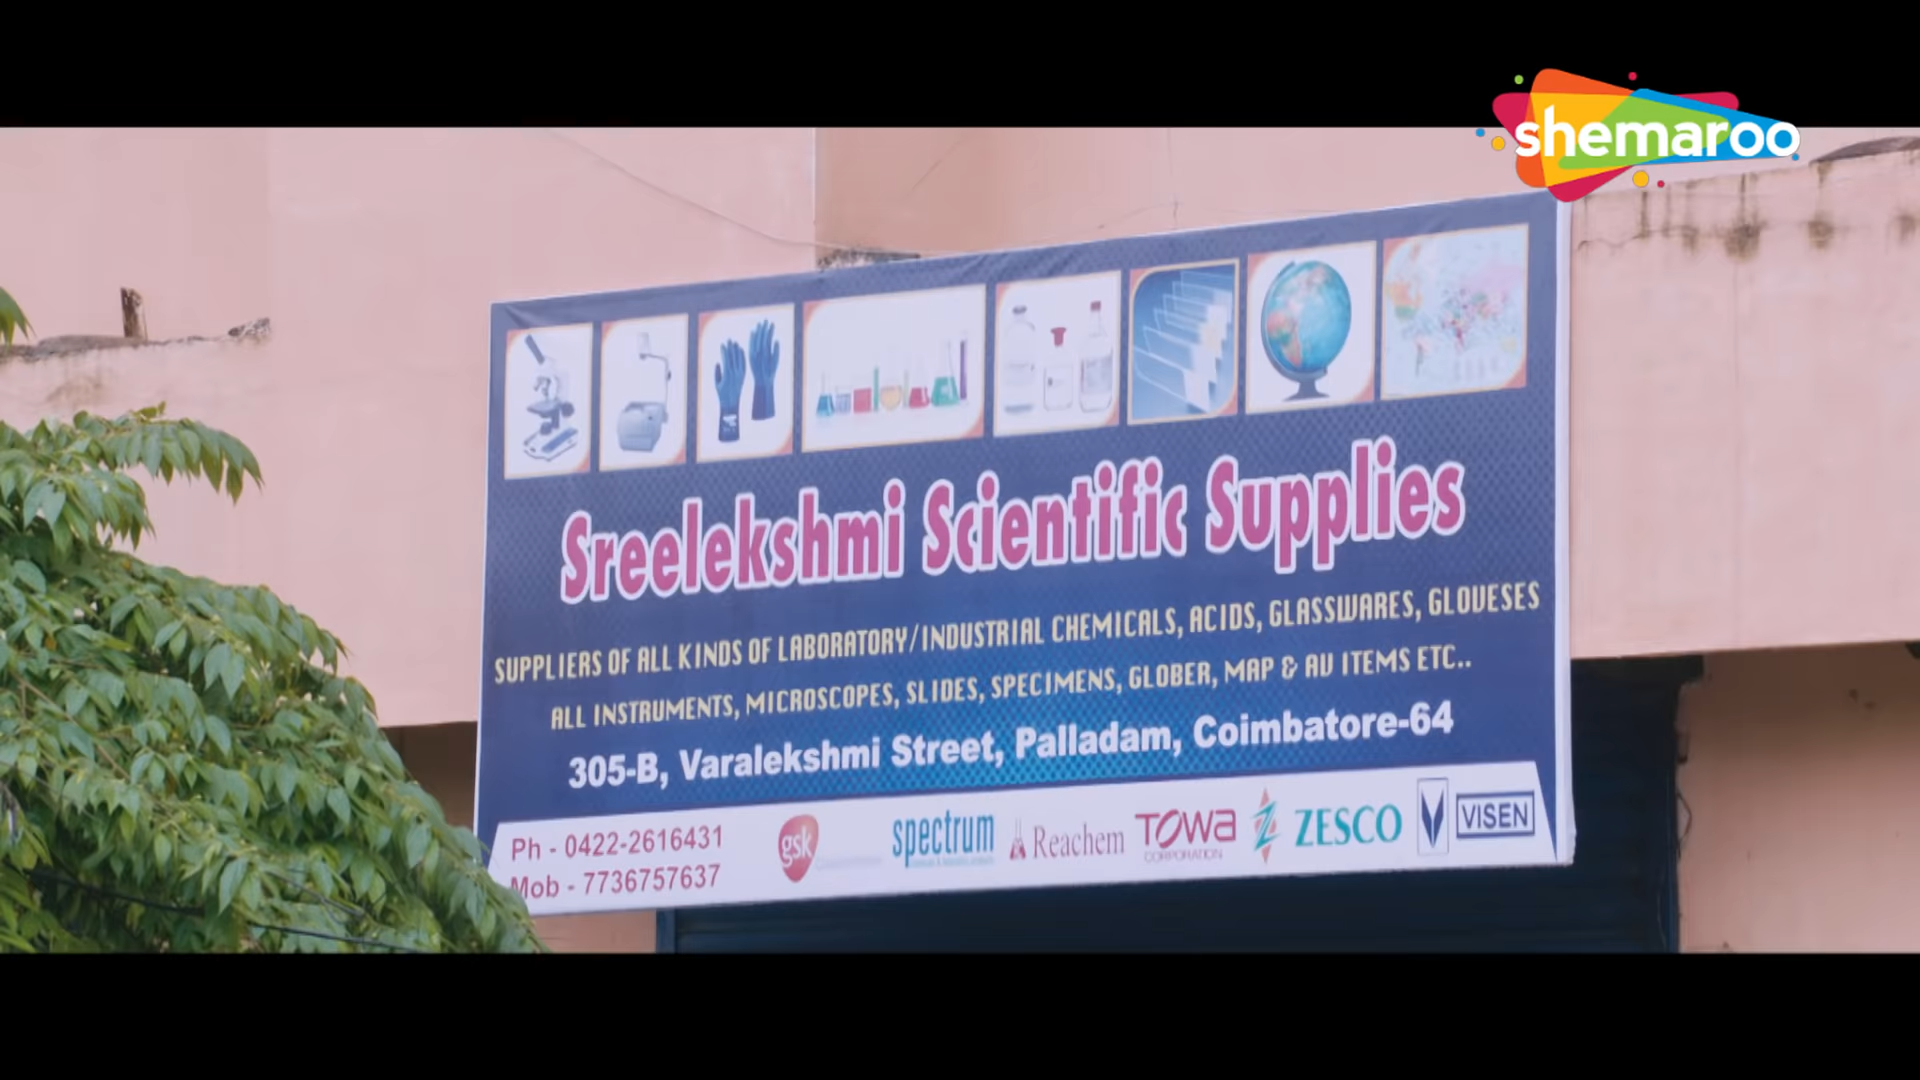 shemaroo
Sreelekshmi Scientific Supplies
SUPPLIERS OF ALL KINDS OF LABORATORY/INDUSTRIAL CHEMICALS, ACIDS, GLASSWARES, GLOVESES
ALL INSTRUMENTS, MICROSCOPES, SLIDES, SPECIMENS, GLOBER, MAP & AV ITEMS ETC..
305-B, Varalekshmi Street, Palladam, Coimbatore-64
Ph - 0422-2616431
Mob - 7736757637
gsk
spectrum
Reachem
TOWA
CORPORATION
ZESCO
VISEN